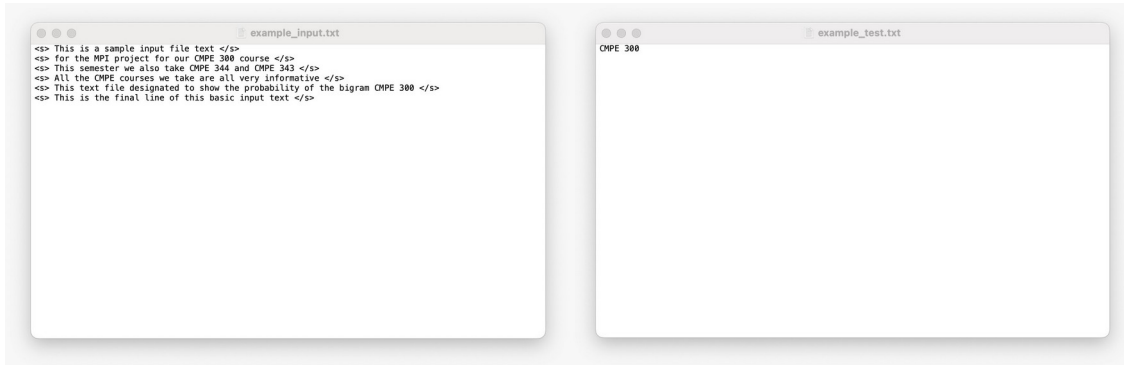 example_input.txt
<s> This is a sample input file text </s>
<s> for the MPI project for our CMPE 300 course </s>
<s> This semester we also take CMPE 344 and CMPE 343 </s>
<s> All the CMPE courses we take are all very informative </s>
<s> This text file designated to show the probability of the bigram CMPE 300 </s>
<s> This is the final line of this basic input text </s>
example_test.txt
CMPE 300